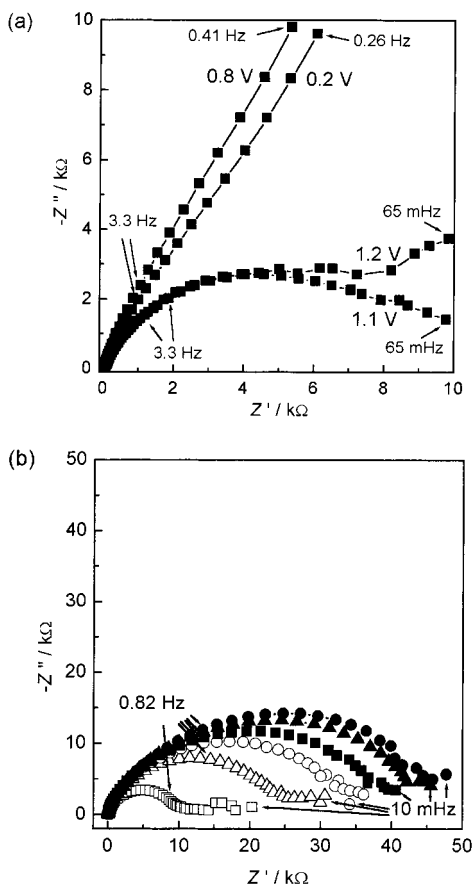 (a)
10
8
6
4
2
0
-Z" / kΩ
0.41 Hz
0.26 Hz
0.8 V
0.2 V
3.3 Hz
65 mHz
1.2 V
1.1 V
3.3 Hz
65 mHz
0 2 4 6 8 10
Z ' / kΩ
(b)
50
40
30
20
10
0
-Z" / kΩ
0.82 Hz
10 mHz
0 10 20 30 40 50
Z ' / kΩ